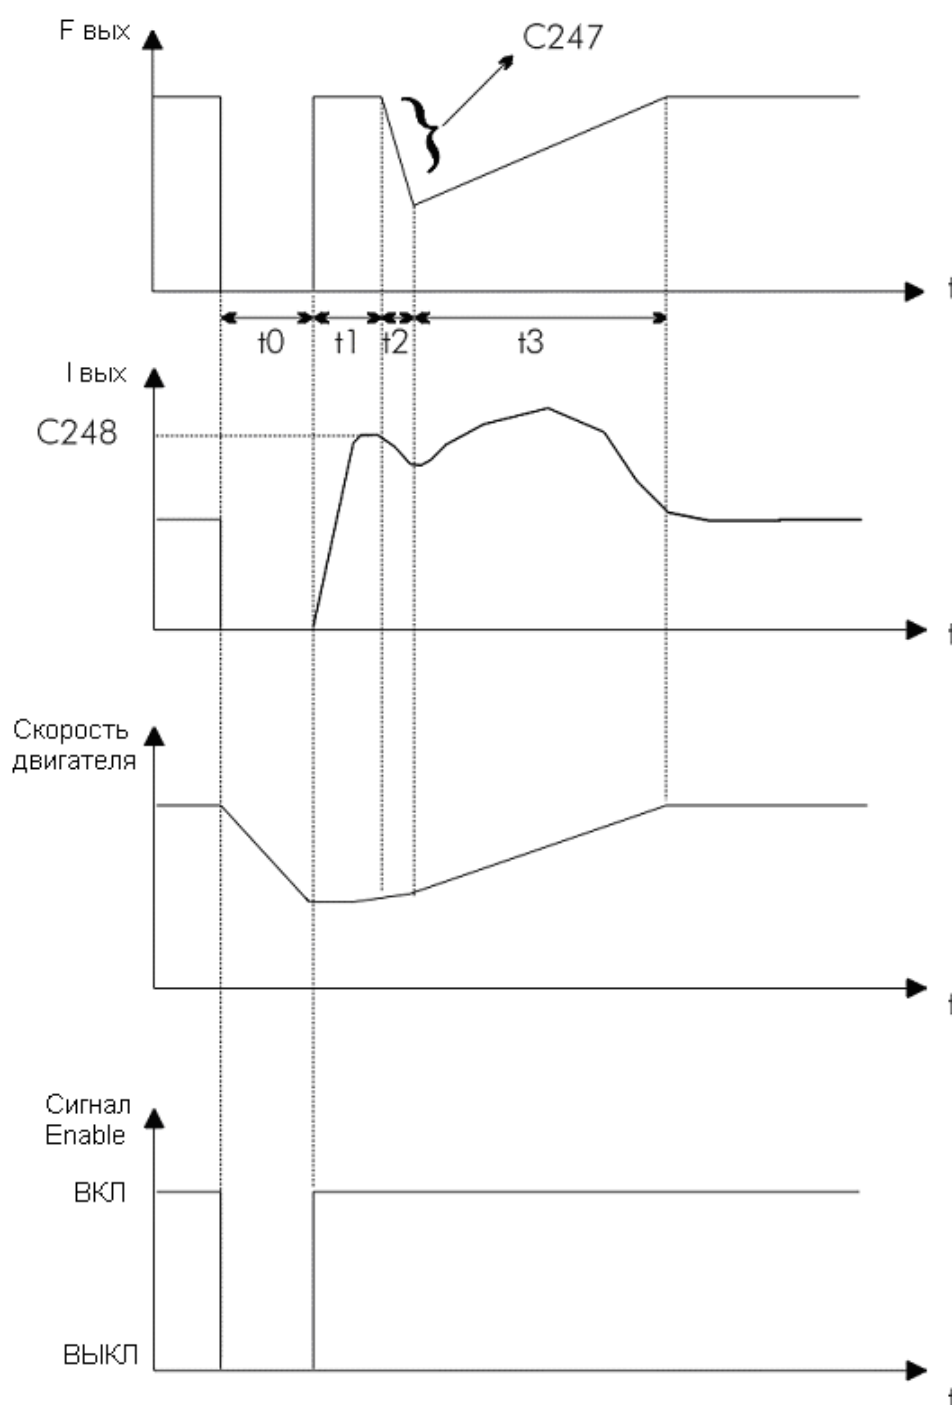 F вых
C247
t
t0
t1
t2
t3
I вых
C248
t
Скорость
двигателя
t
Сигнал
Enable
ВКЛ
ВЫКЛ
t